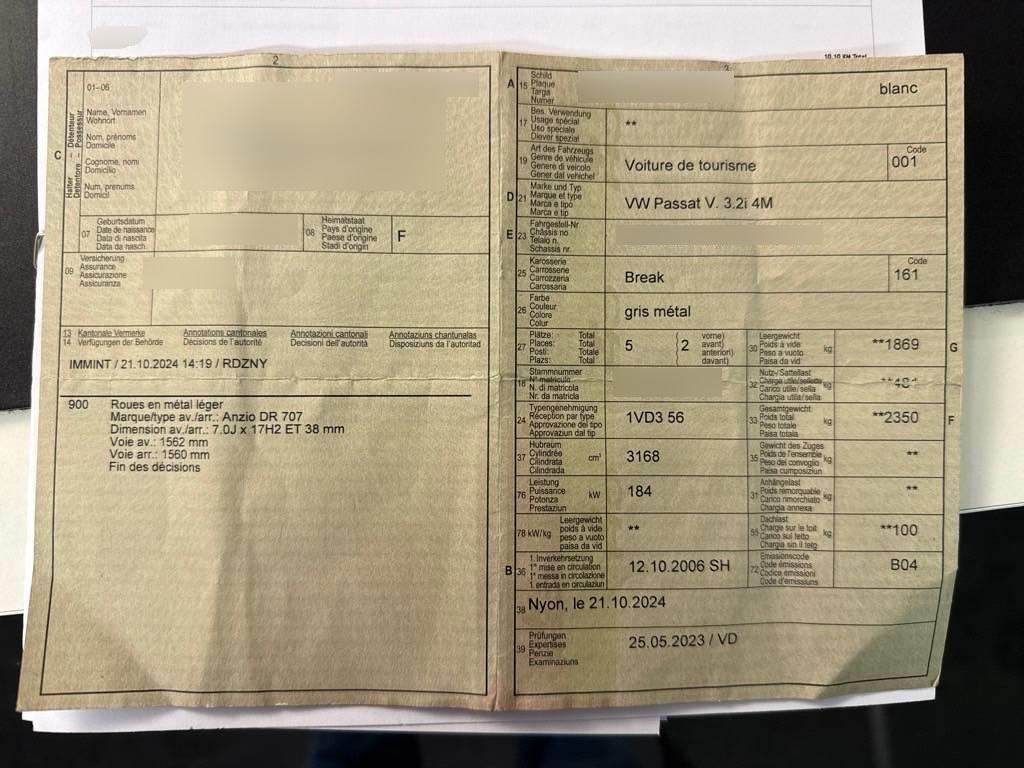 10.10 KM Total
2
01–06
Halter – Détenteur
Detentore – Possessur
C
Name, Vornamen
Wohnort
Nom, prénoms
Domicile
Cognome, nomi
Domicilio
Num, prenums
Domicil
07
Geburtsdatum
Date de naissance
Data di nascita
Data da nasch.
08
Heimatstaat
Pays d'origine
Paese d'origine
Stadi d'origin
F
09
Versicherung
Assurance
Assicurazione
Assicuranza
13 Kantonale Vermerke Annotations cantonales Annotazioni cantonali Annotaziuns chantunalas
14 Verfügungen der Behörde Décisions de l'autorité Decisioni dell'autorità Disposiziuns da l'autoritad
IMMINT / 21.10.2024 14:19 / RDZNY
900 Roues en métal léger
Marque/type av./arr.: Anzio DR 707
Dimension av./arr.: 7.0J x 17H2 ET 38 mm
Voie av.: 1562 mm
Voie arr.: 1560 mm
Fin des décisions
3
A 15
Schild
Plaque
Targa
Numer
blanc
17
Bes. Verwendung
Usage spécial
Uso speciale
Diever spezial
**
19
Art des Fahrzeugs
Genre de véhicule
Genere di veicolo
Gener dal vehichel
Voiture de tourisme
Code
001
D 21
Marke und Typ
Marque et type
Marca e tipo
Marca e tip
VW Passat V. 3.2i 4M
E 23
Fahrgestell-Nr.
Châssis no
Telaio n.
Schassis nr.
25
Karosserie
Carrosserie
Carrozzeria
Carossaria
Break
Code
161
26
Farbe
Couleur
Colore
Colur
gris métal
27
Plätze: Total
Places: Total
Posti: Totale
Plazs: Total
5 (2
vorne)
avant)
anteriori)
davant)
30
Leergewicht
Poids à vide
Peso a vuoto
Paisa da vid
kg
**1869
G
18
Stammnummer
N° matricule
N. di matricola
Nr. da matricla
32
Nutz-/Sattellast
Charge utile/sellette
Carico utile/sella
Chargia utila/sella
kg
**481
24
Typengenehmigung
Réception par type
Approvazione del tipo
Approvaziun dal tip
1VD3 56
33
Gesamtgewicht
Poids total
Peso totale
Paisa totala
kg
**2350
F
37
Hubraum
Cylindrée
Cilindrata
Cilindrada
cm³
3168
35
Gewicht des Zuges
Poids de l'ensemble
Peso del convoglio
Paisa cumposiziun
kg
**
76
Leistung
Puissance
Potenza
Prestaziun
kW
184
31
Anhängelast
Poids remorquable
Carico rimorchiato
Chargia annexa
kg
**
78 kW/kg
Leergewicht
poids à vide
peso a vuoto
paisa da vid
**
55
Dachlast
Charge sur le toit
Carico sul tetto
Chargia sin il tetg
kg
**100
B 36
1. Inverkehrsetzung
1re mise en circulation
1a messa in circolazione
1. entrada en circulaziun
12.10.2006 SH
72
Emissionscode
Code émissions
Codice emissioni
Code d'emissiuns
B04
38 Nyon, le 21.10.2024
39
Prüfungen
Expertises
Perizie
Examinaziuns
25.05.2023 / VD